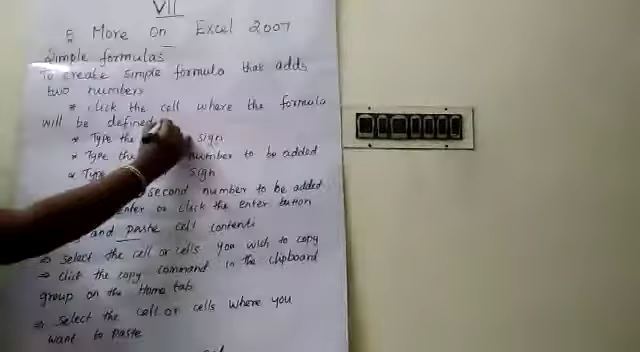 VII
5 More On Excel 2007
Simple formulas
To create simple formula that adds
two numbers
* click the cell where the formula
will be defined
* Type the sign
* Type the number to be added
* Type sign
second number to be added
enter or click the enter button
and paste cell contents
⇒ Select the cell or cells you wish to copy
⇒ click the copy command in the clipboard
group on the Home tab
⇒ Select the cell or cells where you
want to paste